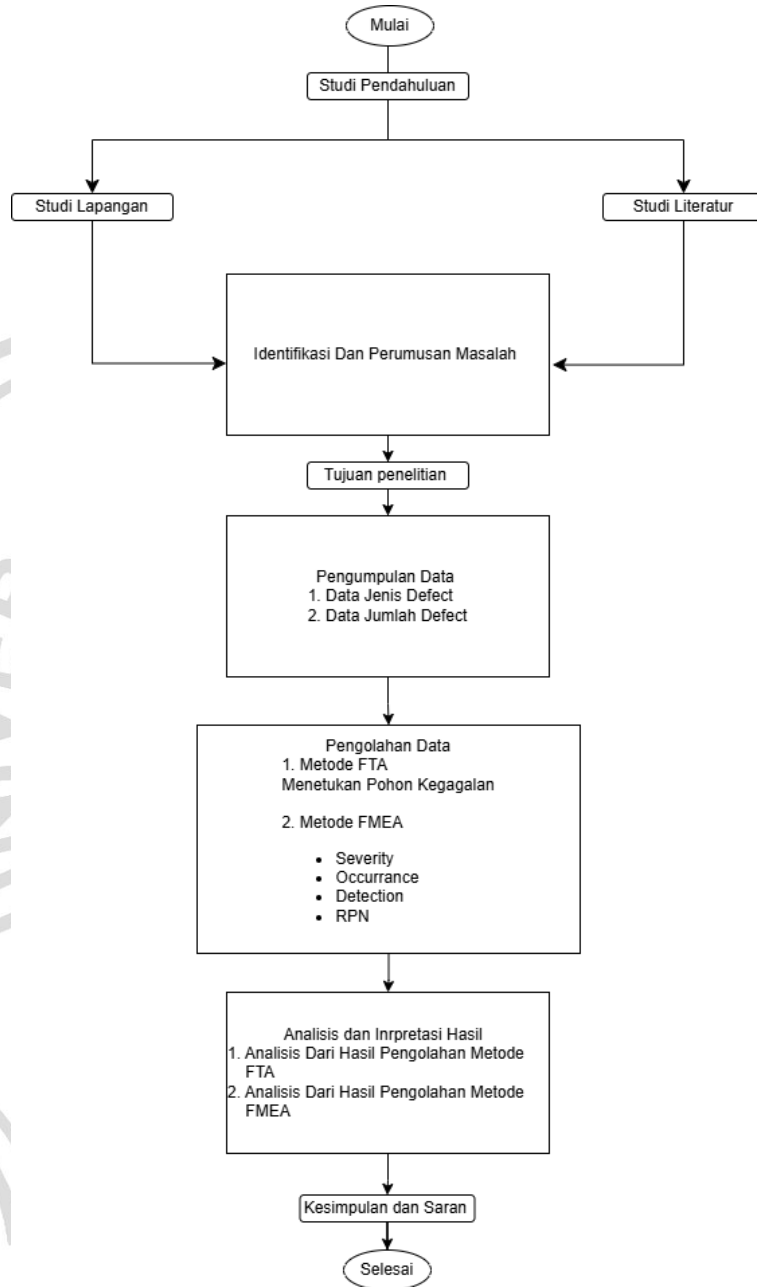 Mulai
Studi Pendahuluan
Studi Lapangan
Studi Literatur
Identifikasi Dan Perumusan Masalah
Tujuan penelitian
Pengumpulan Data
1. Data Jenis Defect
2. Data Jumlah Defect
Pengolahan Data
1. Metode FTA
Menetukan Pohon Kegagalan
2. Metode FMEA
• Severity
• Occurrance
• Detection
• RPN
Analisis dan Inrpretasi Hasil
1. Analisis Dari Hasil Pengolahan Metode
FTA
2. Analisis Dari Hasil Pengolahan Metode
FMEA
Kesimpulan dan Saran
Selesai